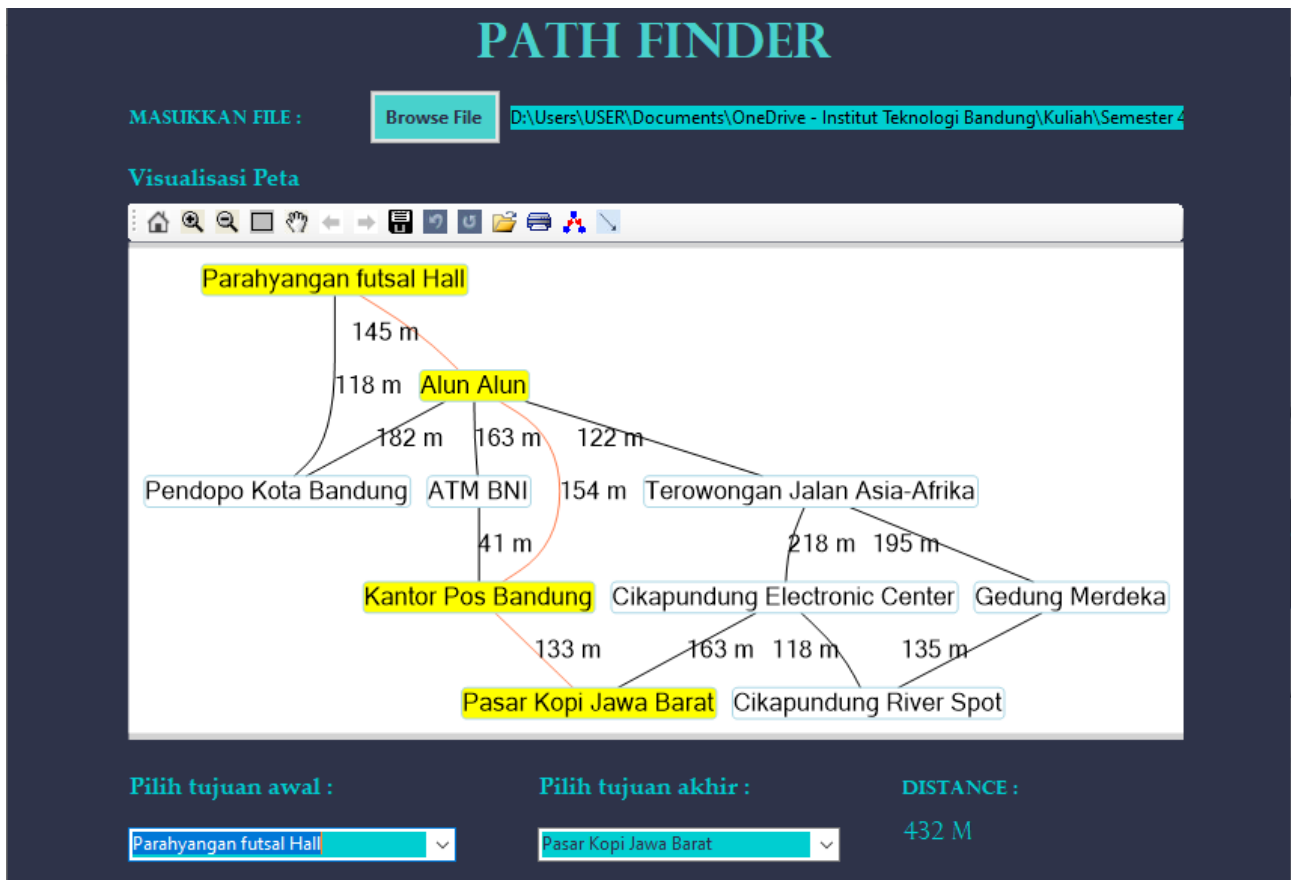 PATH FINDER
MASUKKAN FILE :
Browse File
D:\Users\USER\Documents\OneDrive - Institut Teknologi Bandung\Kuliah\Semester 4
Visualisasi Peta
Parahyangan futsal Hall
145 m
118 m
Alun Alun
182 m
163 m
122 m
Pendopo Kota Bandung
ATM BNI
154 m
Terowongan Jalan Asia-Afrika
41 m
218 m
195 m
Kantor Pos Bandung
Cikapundung Electronic Center
Gedung Merdeka
133 m
163 m
118 m
135 m
Pasar Kopi Jawa Barat
Cikapundung River Spot
Pilih tujuan awal :
Pilih tujuan akhir :
DISTANCE :
Parahyangan futsal Hall
Pasar Kopi Jawa Barat
432 M